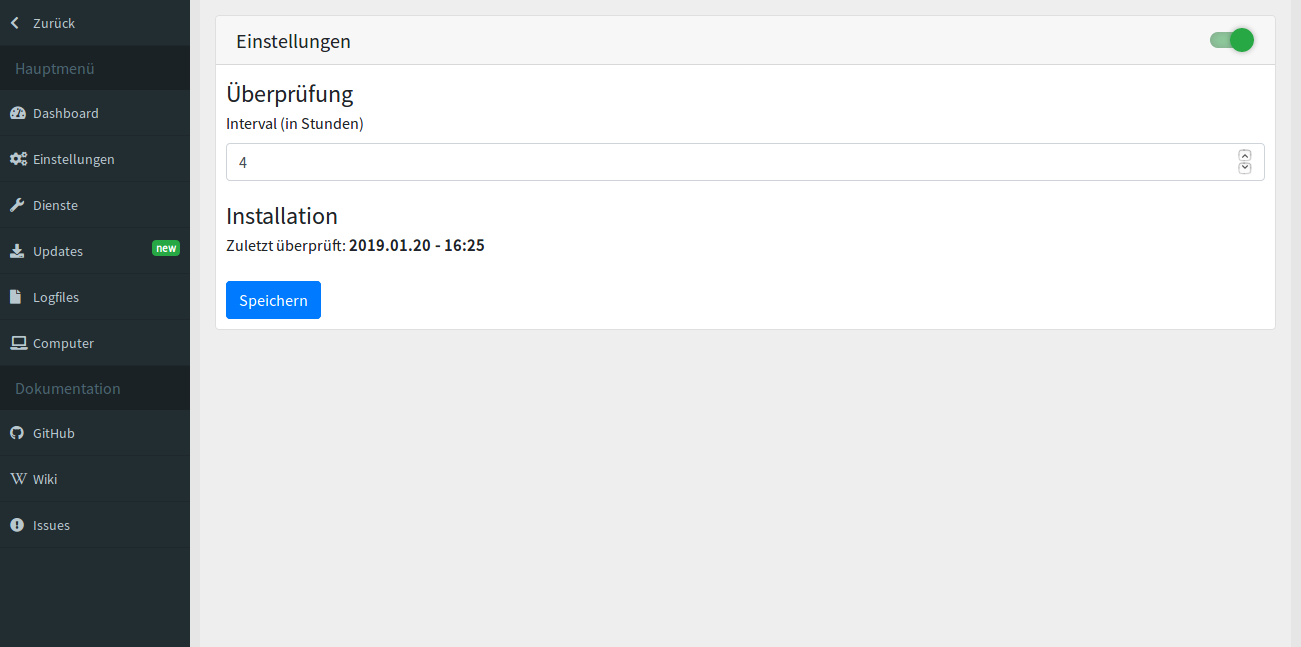 Zurück
Hauptmenü
Dashboard
Einstellungen
Dienste
Updates new
Logfiles
Computer
Dokumentation
GitHub
Wiki
Issues
Einstellungen
Überprüfung
Interval (in Stunden)
4
Installation
Zuletzt überprüft: 2019.01.20 - 16:25
Speichern